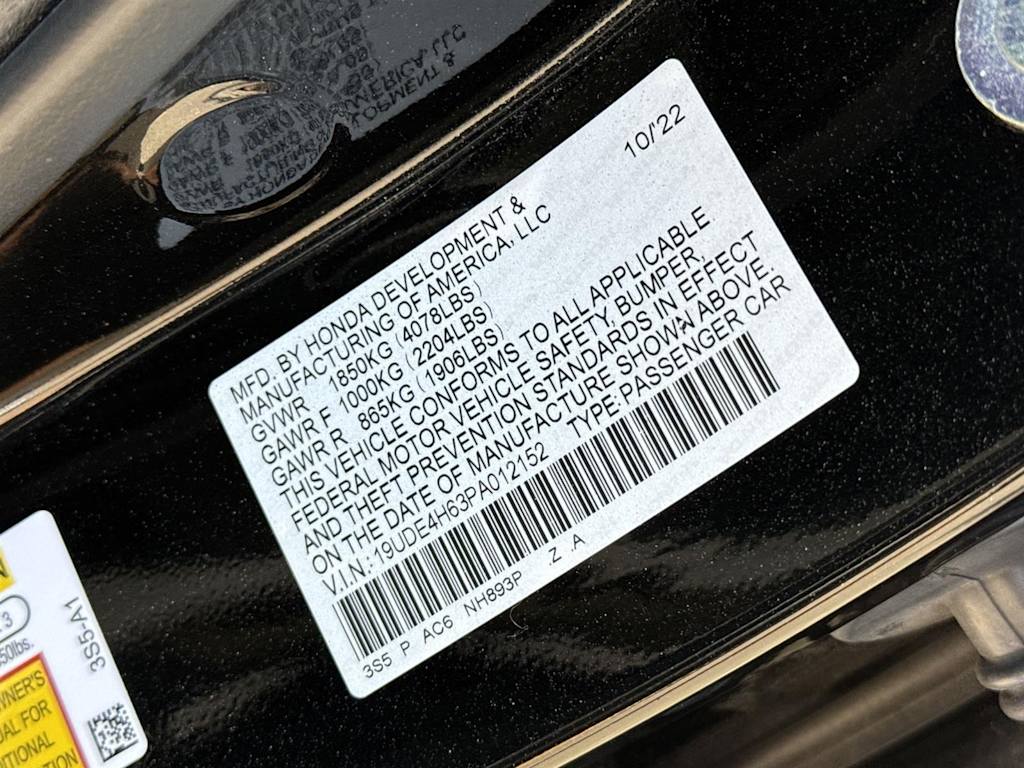 10/'22
MFD. BY HONDA DEVELOPMENT &
MANUFACTURING OF AMERICA, LLC
GVWR 1850KG (4078LBS)
GAWR F 1000KG (2204LBS)
GAWR R 865KG (1906LBS)
THIS VEHICLE CONFORMS TO ALL APPLICABLE
FEDERAL MOTOR VEHICLE SAFETY, BUMPER,
AND THEFT PREVENTION STANDARDS IN EFFECT
ON THE DATE OF MANUFACTURE SHOWN ABOVE.
V.I.N.: 19UDE4H63PA012152 TYPE: PASSENGER CAR
3S5 P AC6 NH893P .Z .A
3S5-A1